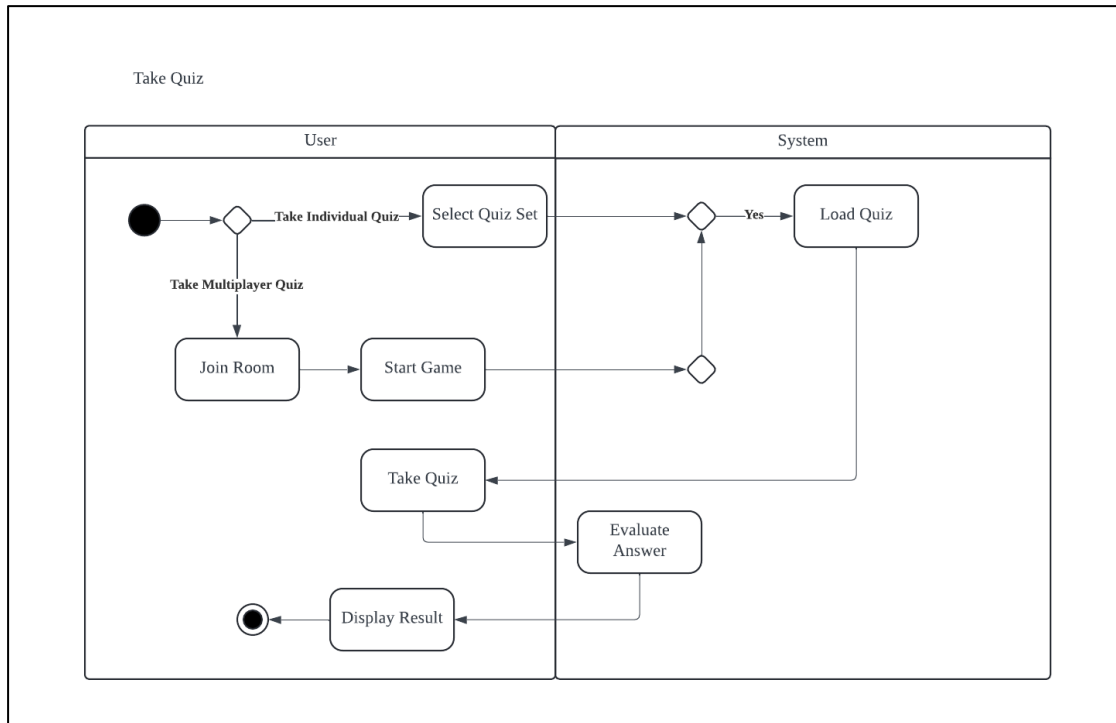 Take Quiz
User
System
Take Individual Quiz
Select Quiz Set
Yes
Load Quiz
Take Multiplayer Quiz
Join Room
Start Game
Take Quiz
Evaluate
Answer
Display Result